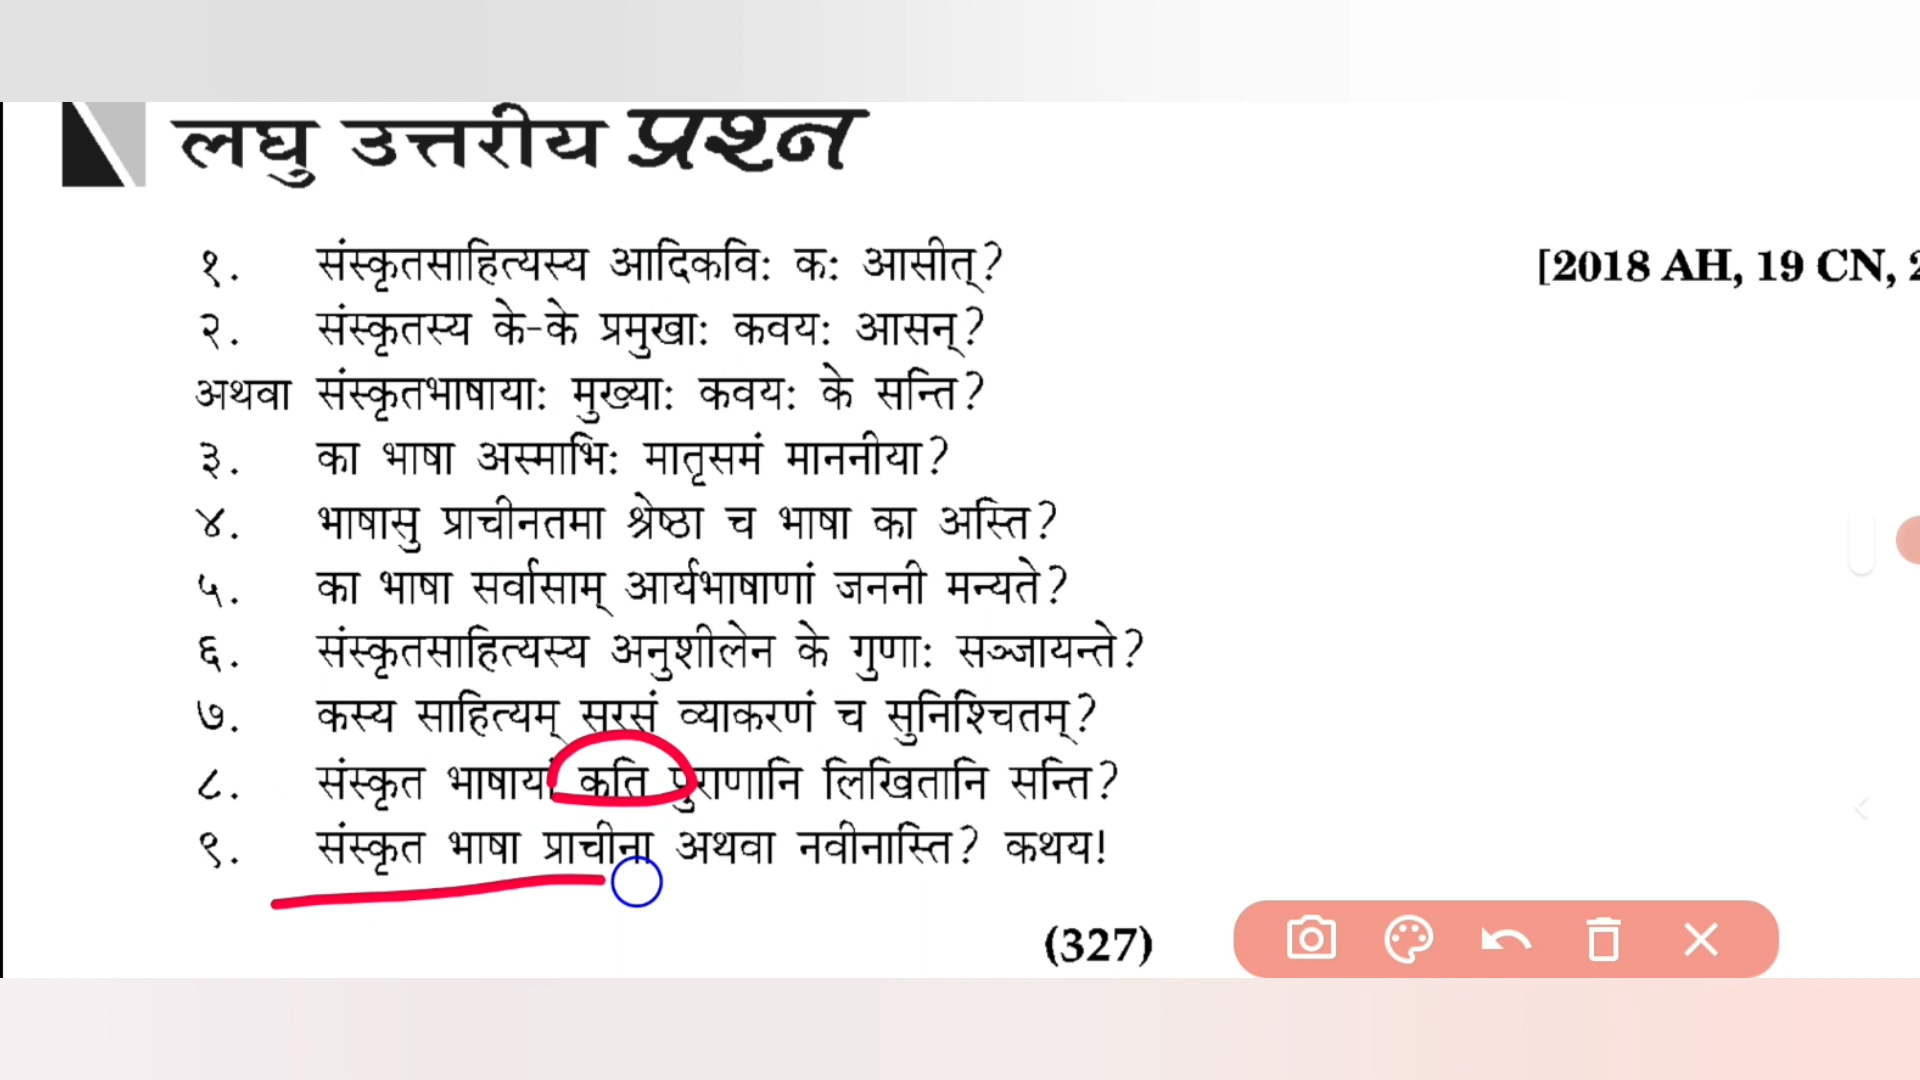 लघु उत्तरीय प्रश्न
१. संस्कृतसाहित्यस्य आदिकविः कः आसीत्? [2018 AH, 19 CN,
२. संस्कृतस्य के-के प्रमुखाः कवयः आसन्?
अथवा संस्कृतभाषायाः मुख्याः कवयः के सन्ति?
३. का भाषा अस्माभिः मातृसमं माननीया?
४. भाषासु प्राचीनतमा श्रेष्ठा च भाषा का अस्ति?
५. का भाषा सर्वासाम् आर्यभाषाणां जननी मन्यते?
६. संस्कृतसाहित्यस्य अनुशीलेन के गुणाः सञ्जायन्ते?
७. कस्य साहित्यम् सरसं व्याकरणं च सुनिश्चितम्?
८. संस्कृत भाषायां कति पुराणानि लिखितानि सन्ति?
९. संस्कृत भाषा प्राचीना अथवा नवीनास्ति? कथय!
(327)